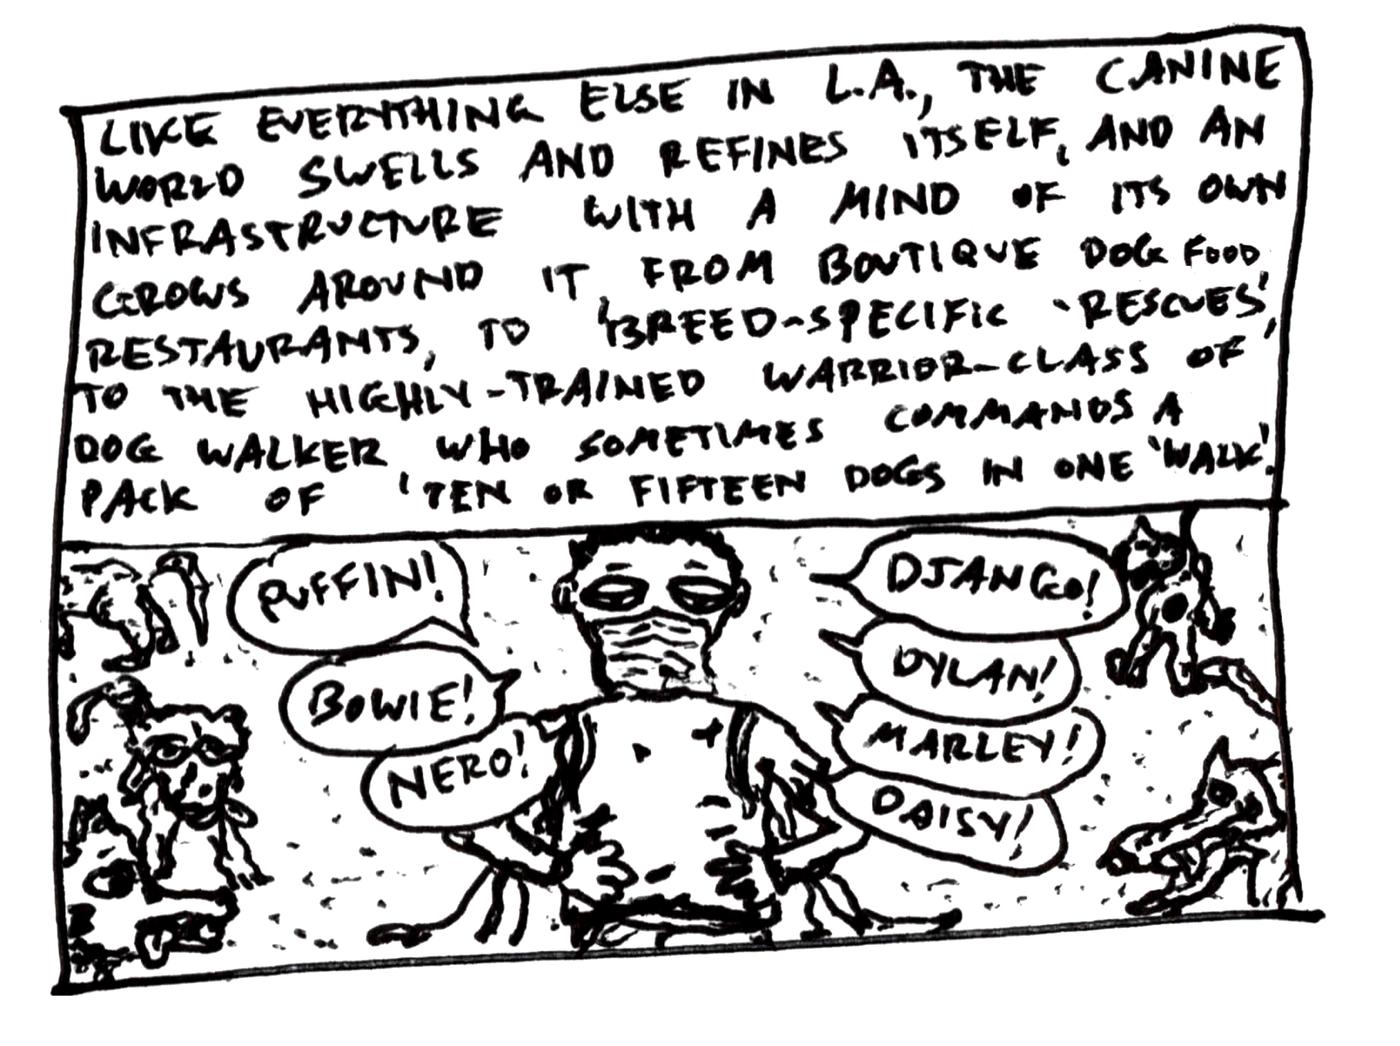 LIKE EVERYTHING ELSE IN L.A., THE CANINE
WORLD SWELLS AND REFINES ITSELF, AND AN
INFRASTRUCTURE WITH A MIND OF ITS OWN
GROWS AROUND IT, FROM BOUTIQUE DOG FOOD
RESTAURANTS, TO 'BREED-SPECIFIC 'RESCUES',
TO THE HIGHLY-TRAINED WARRIOR-CLASS OF
DOG WALKER WHO SOMETIMES COMMANDS A
PACK OF 'TEN OR FIFTEEN DOGS IN ONE 'WALK'.
PUFFIN!
BOWIE!
NERO!
DJANGO!
DYLAN!
MARLEY!
DAISY!